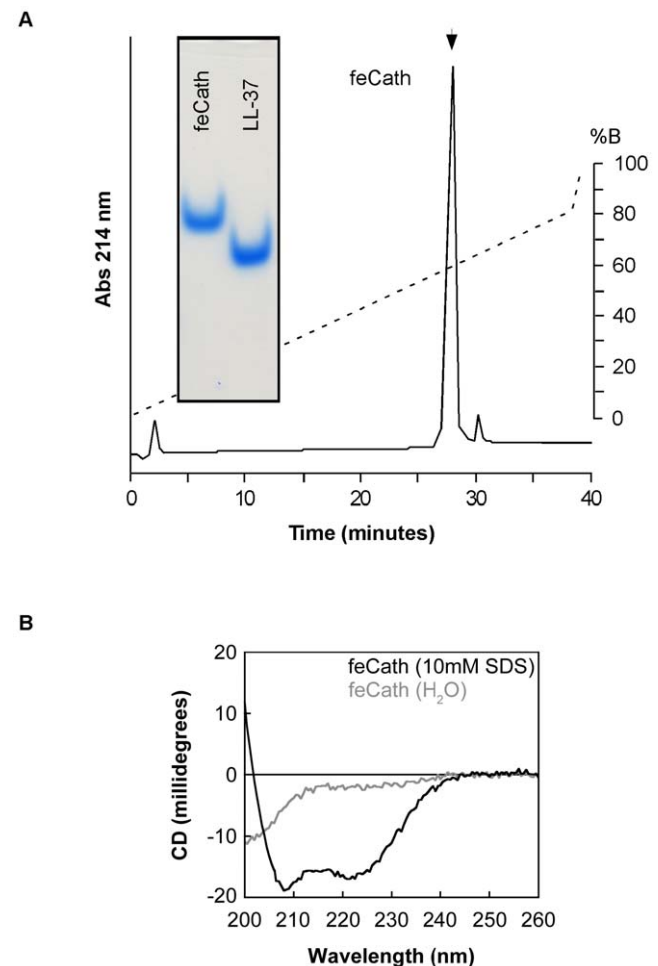 A
feCath
LL-37
feCath
%B
100
80
60
40
20
0
Abs 214 nm
0 10 20 30 40
Time (minutes)
B
20
10
0
-10
-20
CD (millidegrees)
feCath (10mM SDS)
feCath (H₂O)
200 210 220 230 240 250 260
Wavelength (nm)